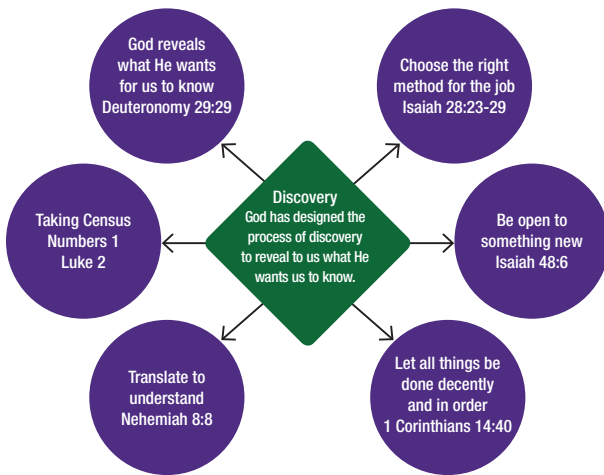 God reveals
what He wants
for us to know
Deuteronomy 29:29
Choose the right
method for the job
Isaiah 28:23-29
Discovery
God has designed the
process of discovery
to reveal to us what He
wants us to know.
Taking Census
Numbers 1
Luke 2
Be open to
something new
Isaiah 48:6
Translate to
understand
Nehemiah 8:8
Let all things be
done decently
and in order
1 Corinthians 14:40